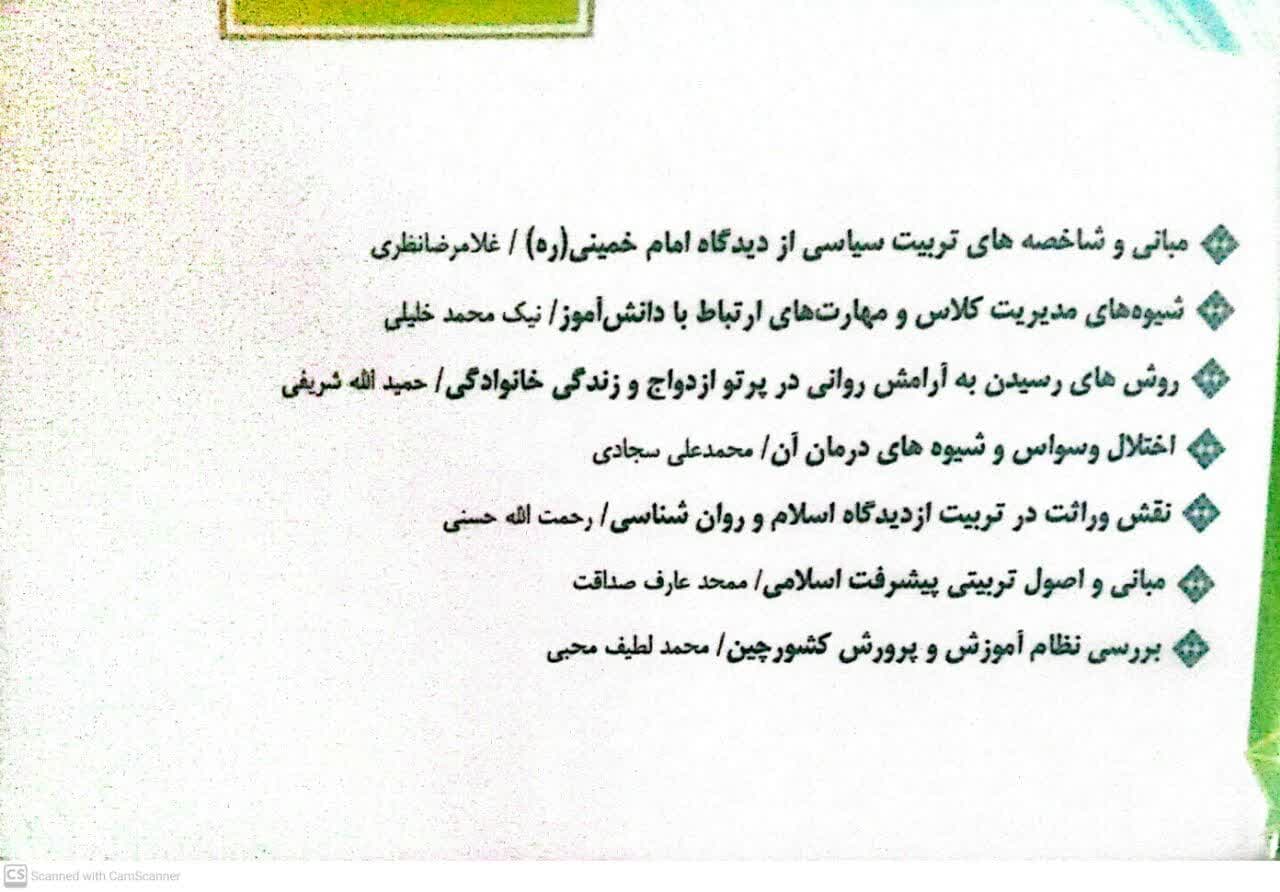 مبانی و شاخصه های تربیت سیاسی از دیدگاه امام خمینی(ره) / غلامرضانظری
شیوه‌های مدیریت کلاس و مهارت‌های ارتباط با دانش‌آموز/ نیک محمد خلیلی
روش های رسیدن به آرامش روانی در پرتو ازدواج و زندگی خانوادگی/ حمید الله شریفی
اختلال وسواس و شیوه های درمان آن/ محمدعلی سجادی
نقش وراثت در تربیت ازدیدگاه اسلام و روان شناسی/ رحمت الله حسنی
مبانی و اصول تربیتی پیشرفت اسلامی/ ممحد عارف صداقت
بررسی نظام آموزش و پرورش کشورچین/ محمد لطیف محبی
CS Scanned with CamScanner